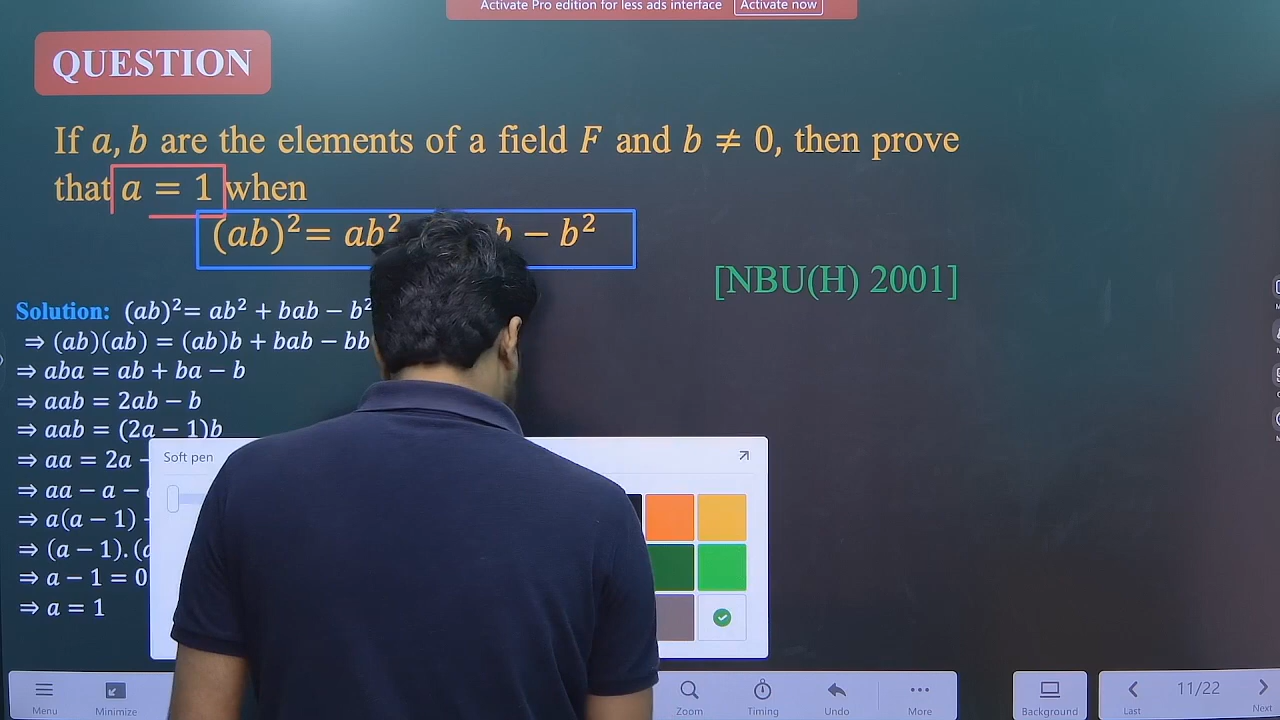 Activate Pro edition for less ads interface Activate now
QUESTION
If a, b are the elements of a field F and b ≠ 0, then prove
that a = 1 when
(ab)² = ab² b − b²
[NBU(H) 2001]
Solution: (ab)² = ab² + bab − b²
⇒ (ab)(ab) = (ab)b + bab − bb
⇒ aba = ab + ba − b
⇒ aab = 2ab − b
⇒ aab = (2a − 1)b
⇒ aa = 2a −
⇒ aa − a −
⇒ a(a − 1)
⇒ (a − 1).(a
⇒ a − 1 = 0
⇒ a = 1
Soft pen
Menu Minimize Zoom Timing Undo More Background Last 11/22 Next